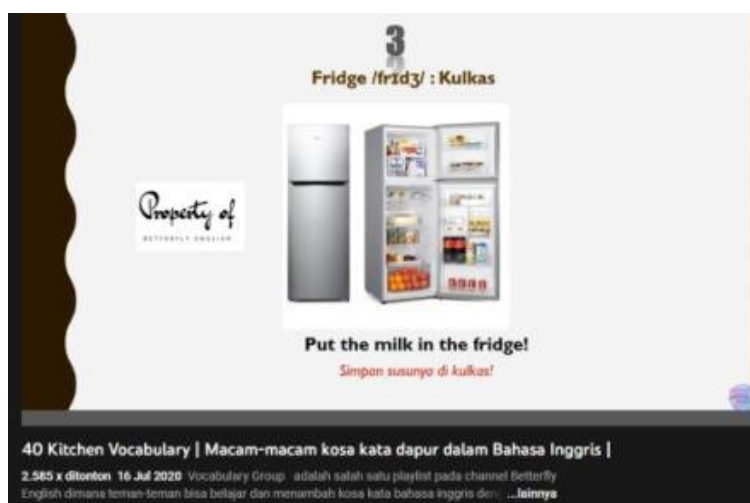 3
Fridge /frɪdʒ/ : Kulkas
Property of
BETTERFLY ENGLISH
Put the milk in the fridge!
Simpan susunya di kulkas!
40 Kitchen Vocabulary | Macam-macam kosa kata dapur dalam Bahasa Inggris |
2.585 x ditonton 16 Jul 2020 Vocabulary Group adalah salah satu playlist pada channel Betterfly
English dimana teman-teman bisa belajar dan menambah kosa kata bahasa inggris den ...lainnya